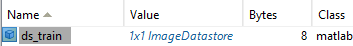 Name Value Bytes Class
ds_train 1x1 ImageDatastore 8 matlab